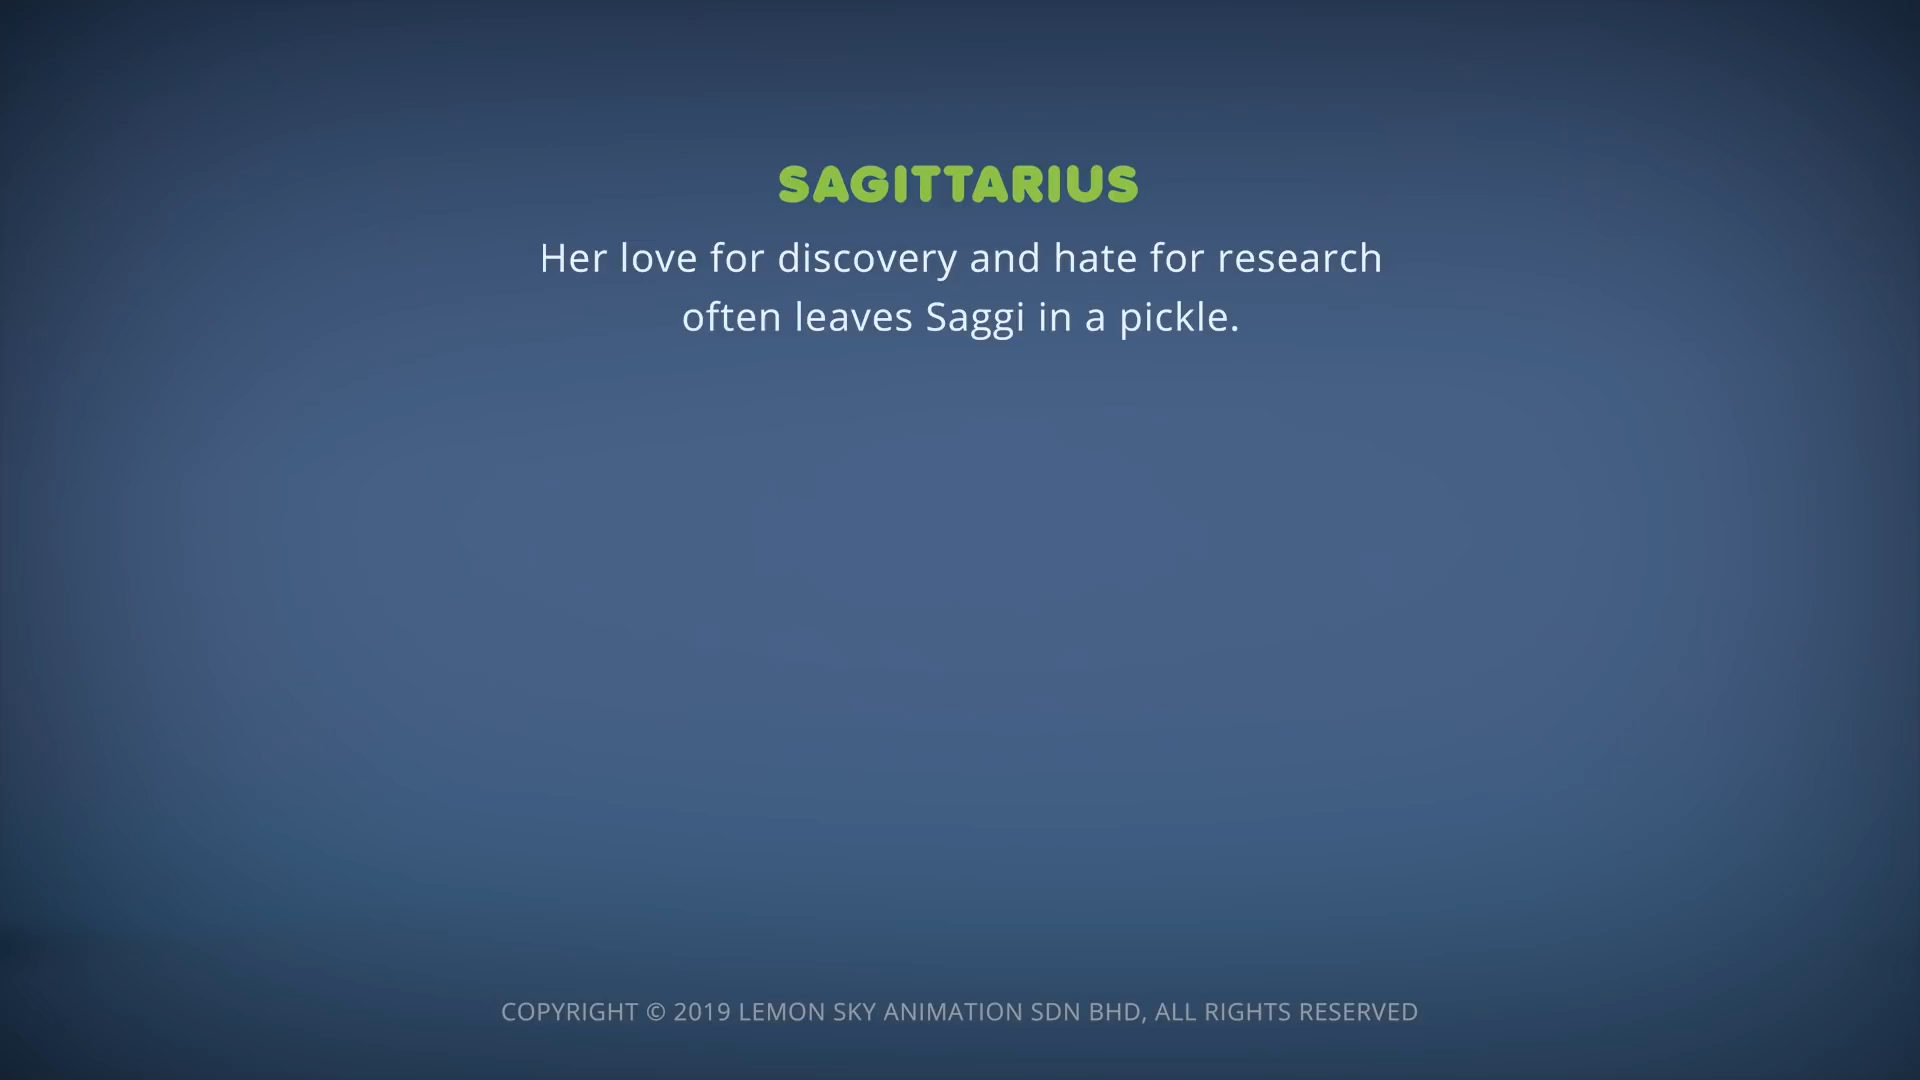 SAGITTARIUS
Her love for discovery and hate for research
often leaves Saggi in a pickle.
COPYRIGHT © 2019 LEMON SKY ANIMATION SDN BHD, ALL RIGHTS RESERVED